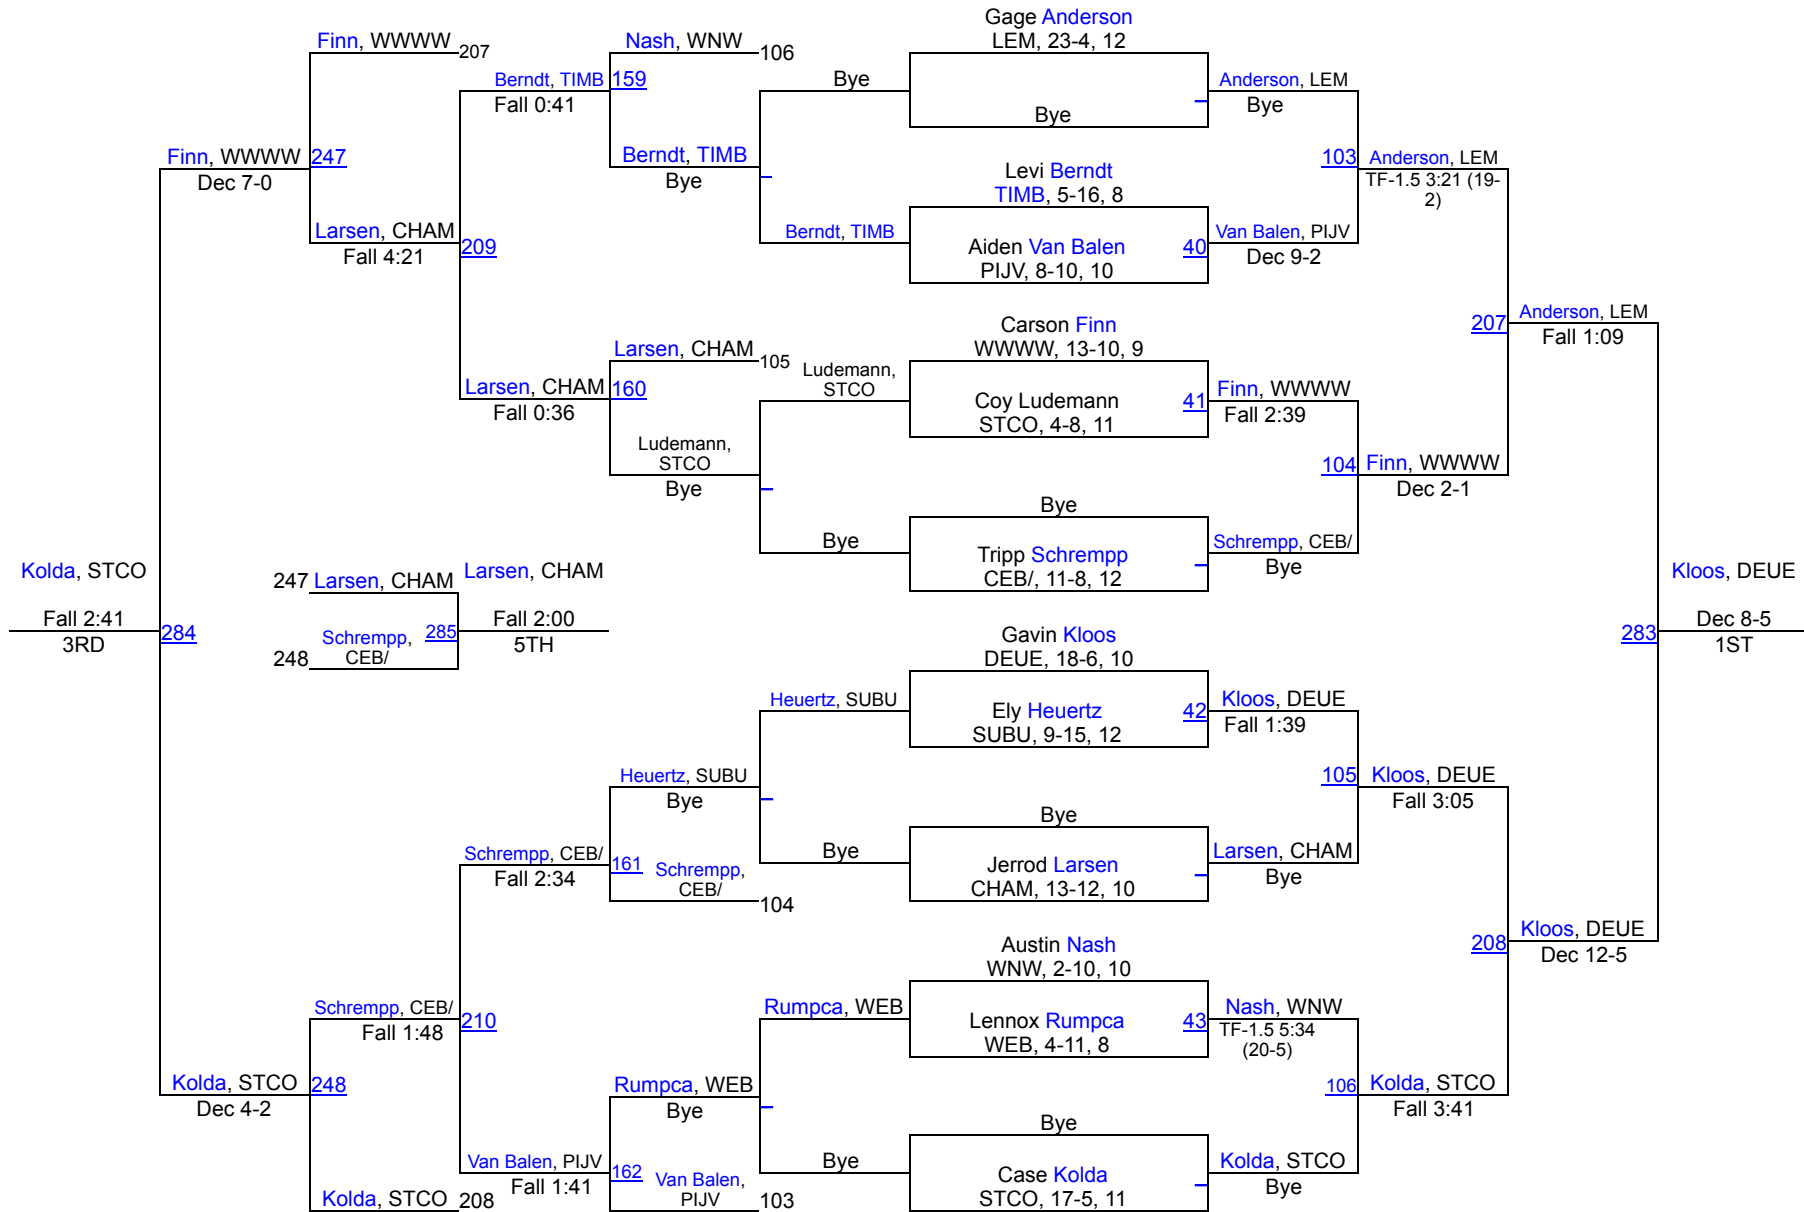 Gage Anderson
LEM, 23-4, 12
Finn, WWWW
207
Nash, WNW
106
Berndt, TIMB
159
Fall 0:41
Bye
Bye
Anderson, LEM
Bye
Finn, WWWW
247
Dec 7-0
Berndt, TIMB
Bye
Levi Berndt
TIMB, 5-16, 8
103
Anderson, LEM
TF-1.5 3:21 (19-
2)
Larsen, CHAM
Fall 4:21
209
Berndt, TIMB
Aiden Van Balen
PIJV, 8-10, 10
40
Van Balen, PIJV
Dec 9-2
Carson Finn
WWWW, 13-10, 9
207
Anderson, LEM
Fall 1:09
Larsen, CHAM
105
Larsen, CHAM
160
Fall 0:36
Ludemann,
STCO
Coy Ludemann
STCO, 4-8, 11
41
Finn, WWWW
Fall 2:39
Ludemann,
STCO
Bye
104
Finn, WWWW
Dec 2-1
Bye
Bye
Tripp Schrempp
CEB/, 11-8, 12
Schrempp, CEB/
Bye
Kolda, STCO
Fall 2:41
3RD
284
247
Larsen, CHAM
Schrempp,
CEB/
248
285
Larsen, CHAM
Fall 2:00
5TH
Kloos, DEUE
283
Dec 8-5
1ST
Gavin Kloos
DEUE, 18-6, 10
Heuertz, SUBU
Ely Heuertz
SUBU, 9-15, 12
42
Kloos, DEUE
Fall 1:39
Heuertz, SUBU
Bye
105
Kloos, DEUE
Fall 3:05
Bye
Schrempp, CEB/
Fall 2:34
161
Schrempp,
CEB/
104
Bye
Jerrod Larsen
CHAM, 13-12, 10
Larsen, CHAM
Bye
Austin Nash
WNW, 2-10, 10
208
Kloos, DEUE
Dec 12-5
Schrempp, CEB/
Fall 1:48
210
Rumpca, WEB
Lennox Rumpca
WEB, 4-11, 8
43
Nash, WNW
TF-1.5 5:34
(20-5)
Kolda, STCO
248
Dec 4-2
Rumpca, WEB
Bye
106
Kolda, STCO
Fall 3:41
Bye
Van Balen, PIJV
Fall 1:41
162
Van Balen,
PIJV
103
Bye
Case Kolda
STCO, 17-5, 11
Kolda, STCO
Bye
Kolda, STCO
208